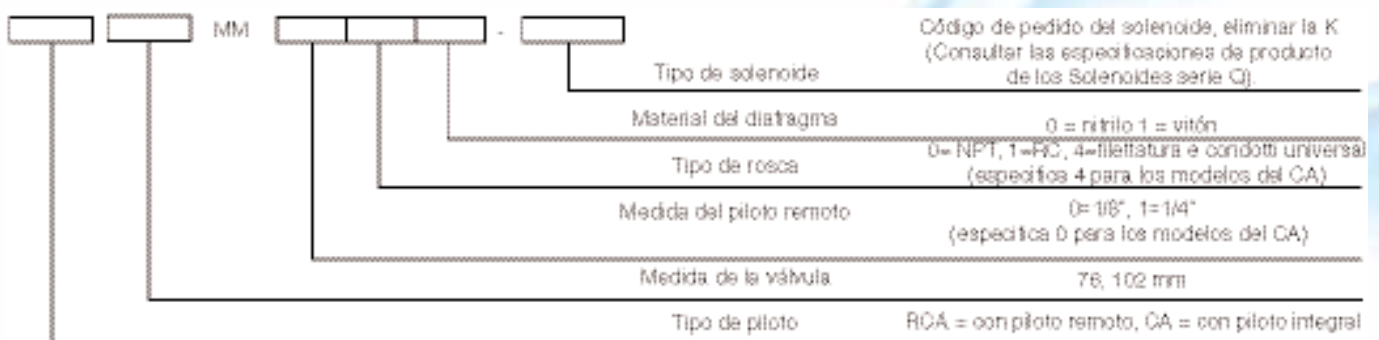 MM -
Código de pedido del solenoide, eliminar la K
(Consultar las especificaciones de producto
Tipo de solenoide
de los Solenoides serie Q).
Material del diafragma
0 = nitrilo 1 = vitón
0= NPT, 1=RC, 4=filettatura e condotti universal
Tipo de rosca
(especifica 4 para los modelos del CA)
Medida del piloto remoto
0= 1/8", 1=1/4"
(especifica 0 para los modelos del CA)
Medida de la válvula
76, 102 mm
Tipo de piloto
RCA = con piloto remoto, CA = con piloto integral